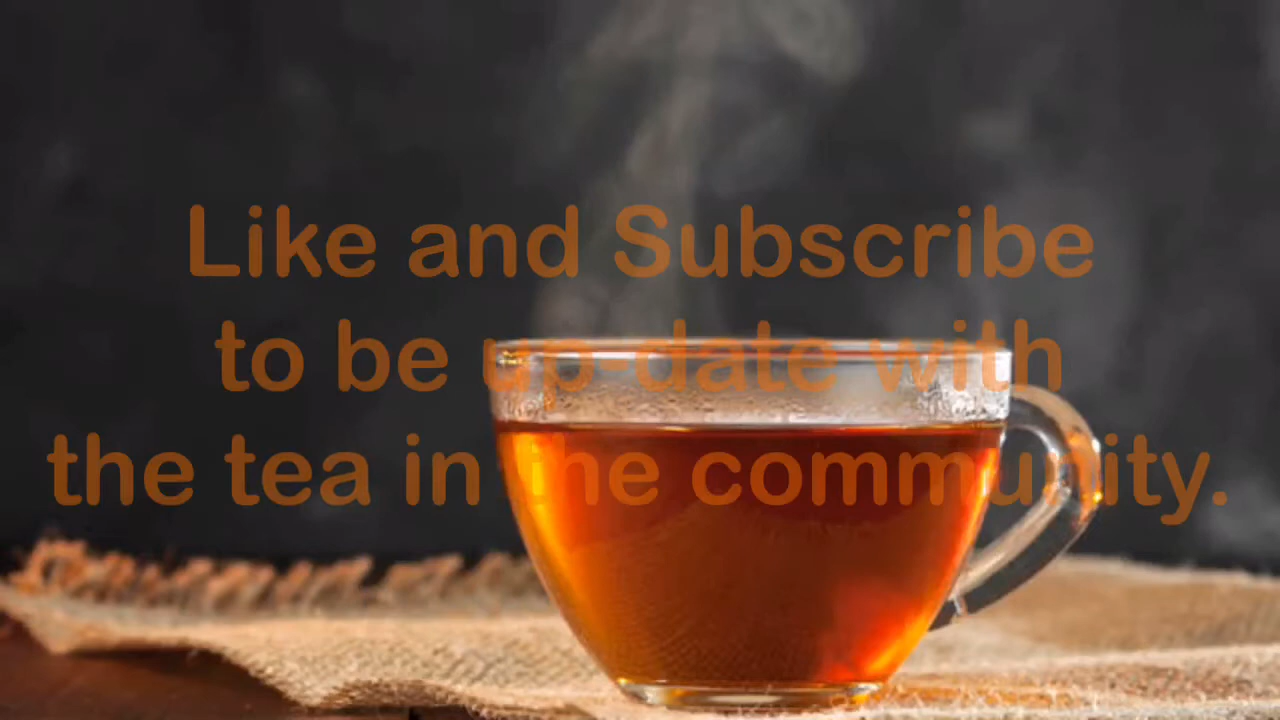 Like and Subscribe
to be up-date with
the tea in the community.